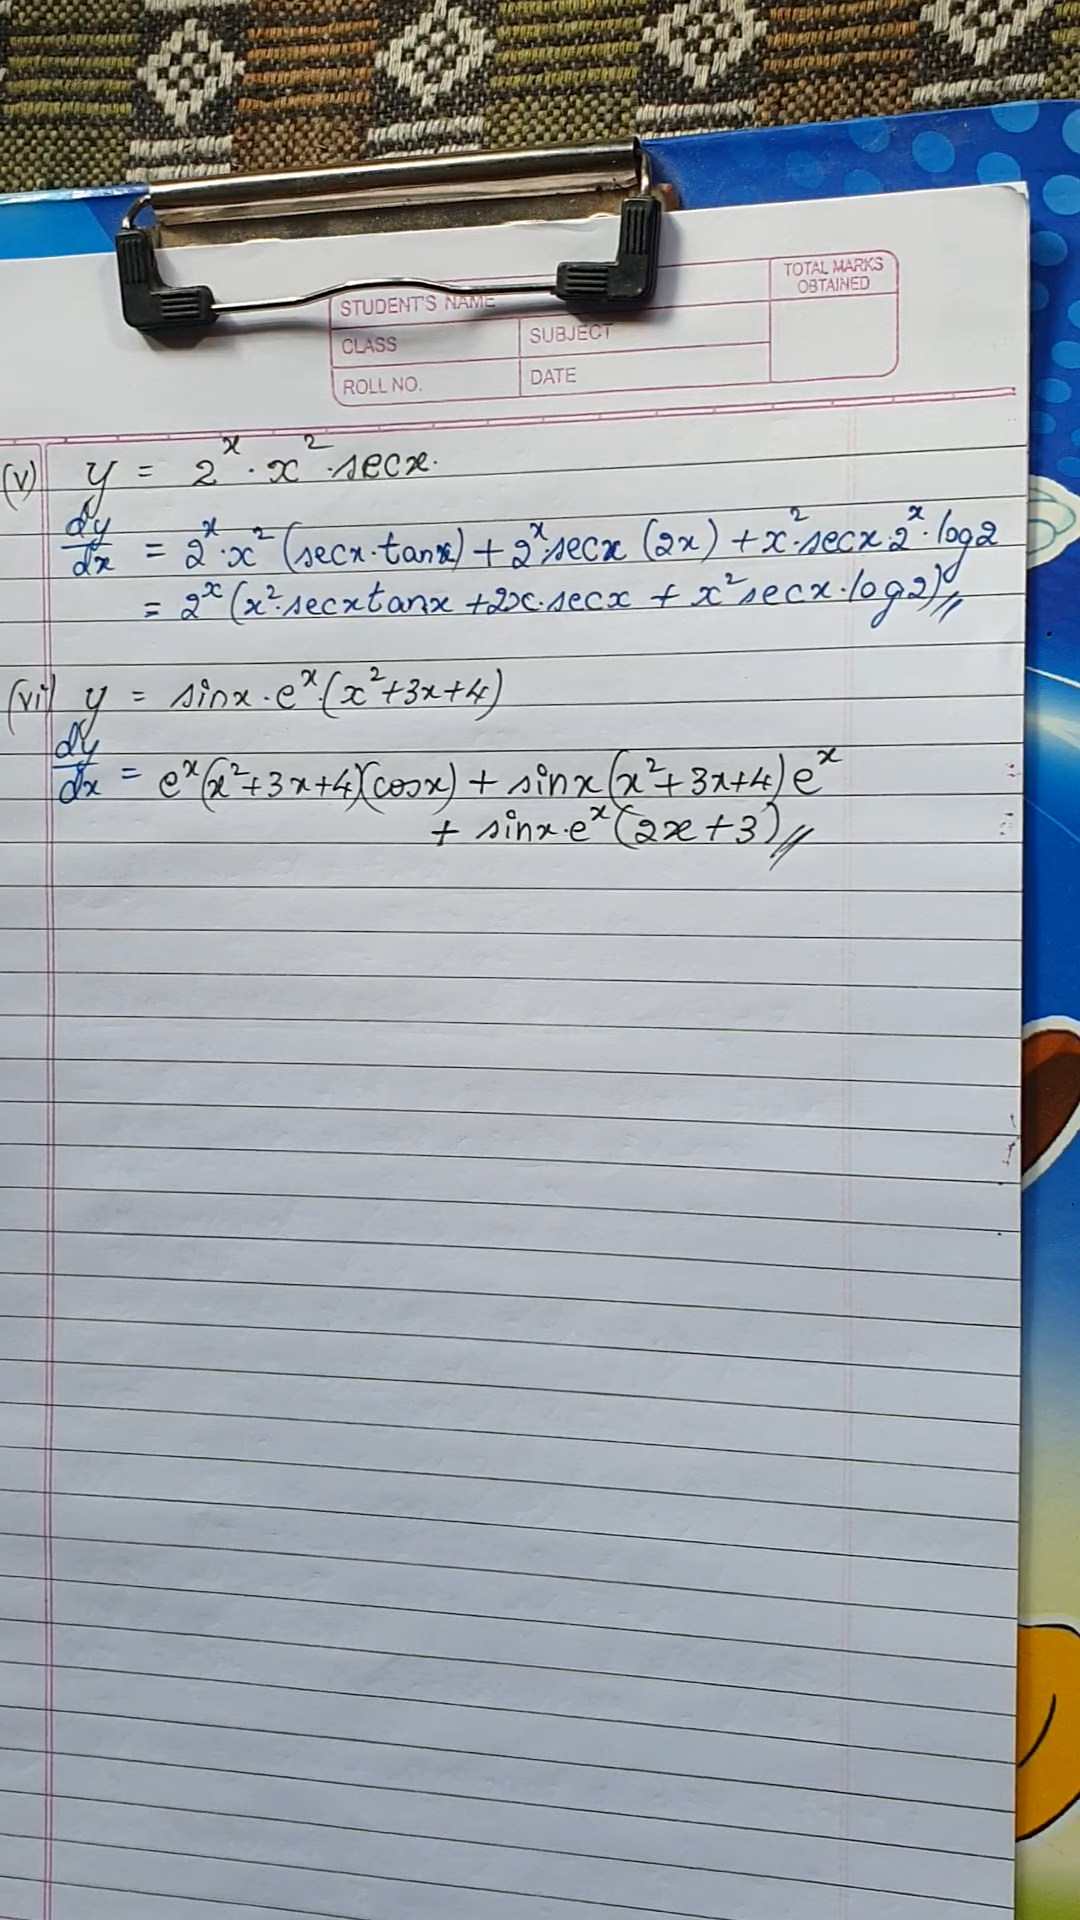 STUDENT'S NAME
TOTAL MARKS OBTAINED
CLASS
SUBJECT
ROLL NO.
DATE
(v) y = 2^x · x^2 · secx.
dy/dx = 2^x · x^2 (secx·tanx) + 2^x · secx (2x) + x^2 · secx · 2^x · log2
= 2^x (x^2 · secxtanx + 2x · secx + x^2 secx · log2)//
(vi) y = sinx · e^x · (x^2+3x+4)
dy/dx = e^x (x^2+3x+4)(cosx) + sinx (x^2+3x+4) e^x
+ sinx · e^x (2x+3)//